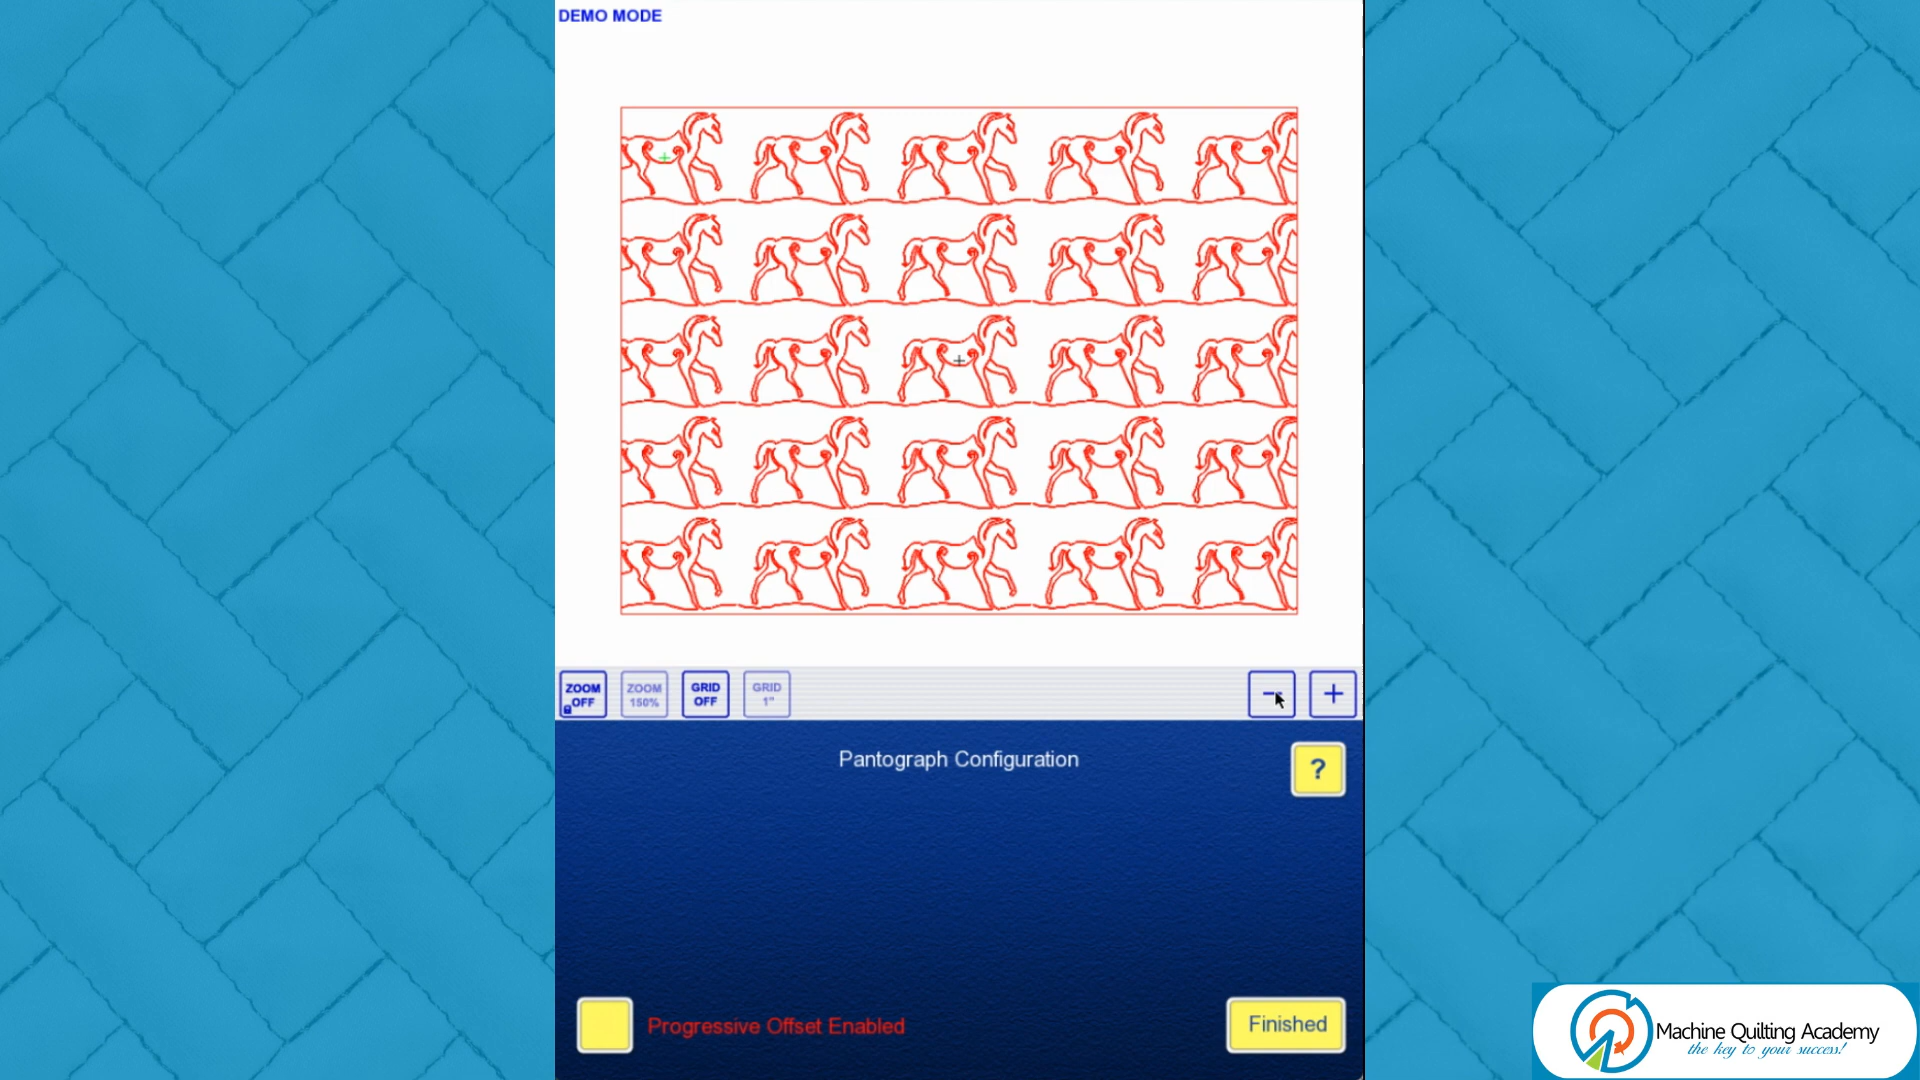 DEMO MODE
ZOOM
OFF
ZOOM
150%
GRID
OFF
GRID
1"
Pantograph Configuration
?
Progressive Offset Enabled
Finished
Machine Quilting Academy
the key to your success!